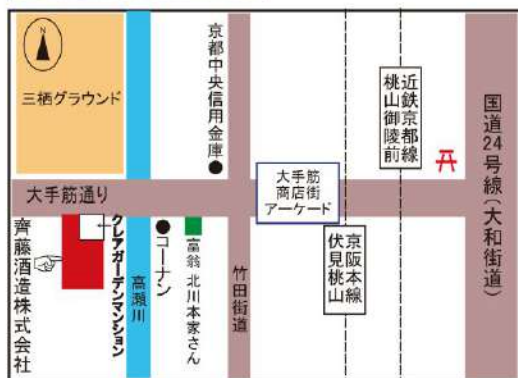 N
三栖グラウンド
京都中央信用金庫
近鉄京都線
桃山御陵前
国道24号線(大和街道)
大手筋通り
大手筋
商店街
アーケード
齊藤酒造株式会社
クレアガーデンマンション
高瀬川
コーナン
富翁 北川本家さん
竹田街道
京阪本線
伏見桃山